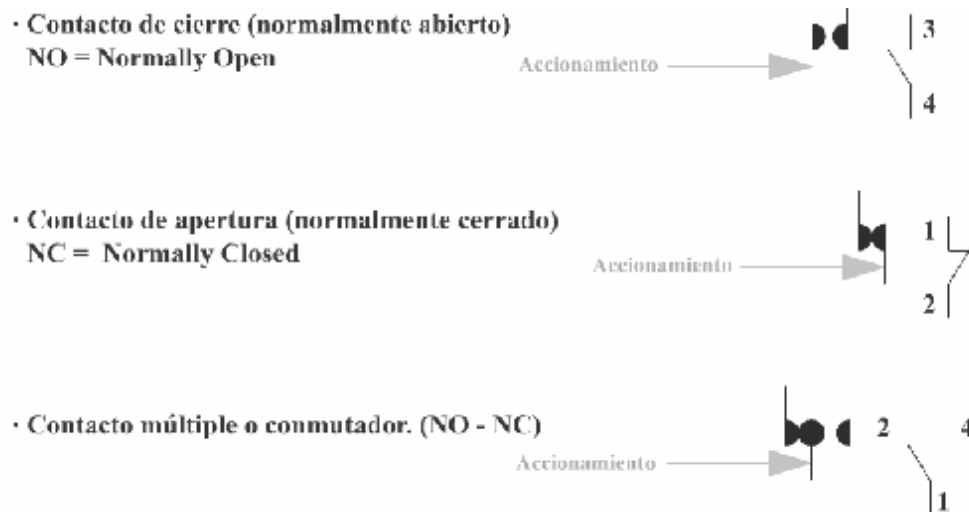 · Contacto de cierre (normalmente abierto)
NO = Normally Open
Accionamiento
3
4
· Contacto de apertura (normalmente cerrado)
NC = Normally Closed
Accionamiento
1
2
· Contacto múltiple o conmutador. (NO - NC)
Accionamiento
2
4
1